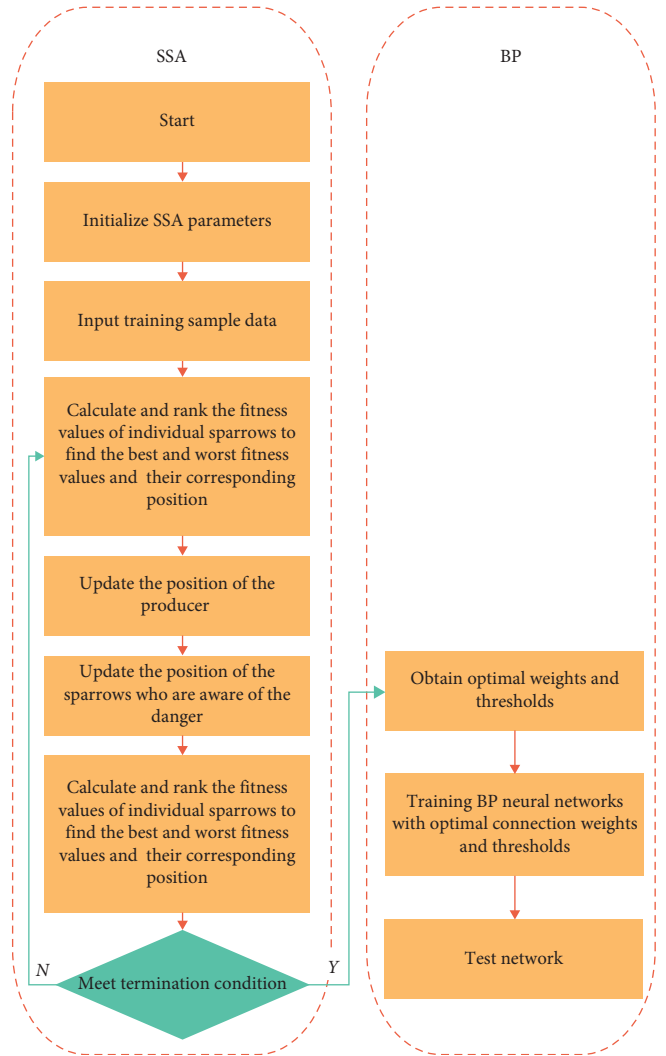 SSA
Start
Initialize SSA parameters
Input training sample data
Calculate and rank the fitness
values of individual sparrows to
find the best and worst fitness
values and their corresponding
position
Update the position of the
producer
Update the position of the
sparrows who are aware of the
danger
Calculate and rank the fitness
values of individual sparrows to
find the best and worst fitness
values and their corresponding
position
N
Meet termination condition
Y
BP
Obtain optimal weights and
thresholds
Training BP neural networks
with optimal connection weights
and thresholds
Test network